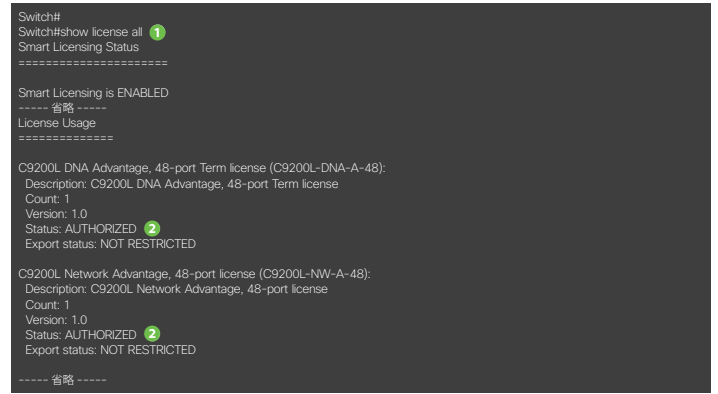 Switch#
Switch#show license all 1
Smart Licensing Status
======================
Smart Licensing is ENABLED
----- 省略 -----
License Usage
==============
C9200L DNA Advantage, 48-port Term license (C9200L-DNA-A-48):
Description: C9200L DNA Advantage, 48-port Term license
Count: 1
Version: 1.0
Status: AUTHORIZED 2
Export status: NOT RESTRICTED
C9200L Network Advantage, 48-port license (C9200L-NW-A-48):
Description: C9200L Network Advantage, 48-port license
Count: 1
Version: 1.0
Status: AUTHORIZED 2
Export status: NOT RESTRICTED
----- 省略 -----